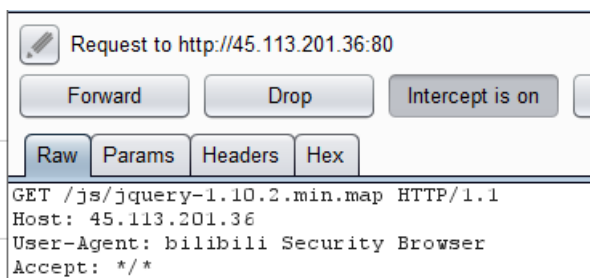 Request to http://45.113.201.36:80
Forward Drop Intercept is on
Raw Params Headers Hex
GET /js/jquery-1.10.2.min.map HTTP/1.1
Host: 45.113.201.36
User-Agent: bilibili Security Browser
Accept: */*